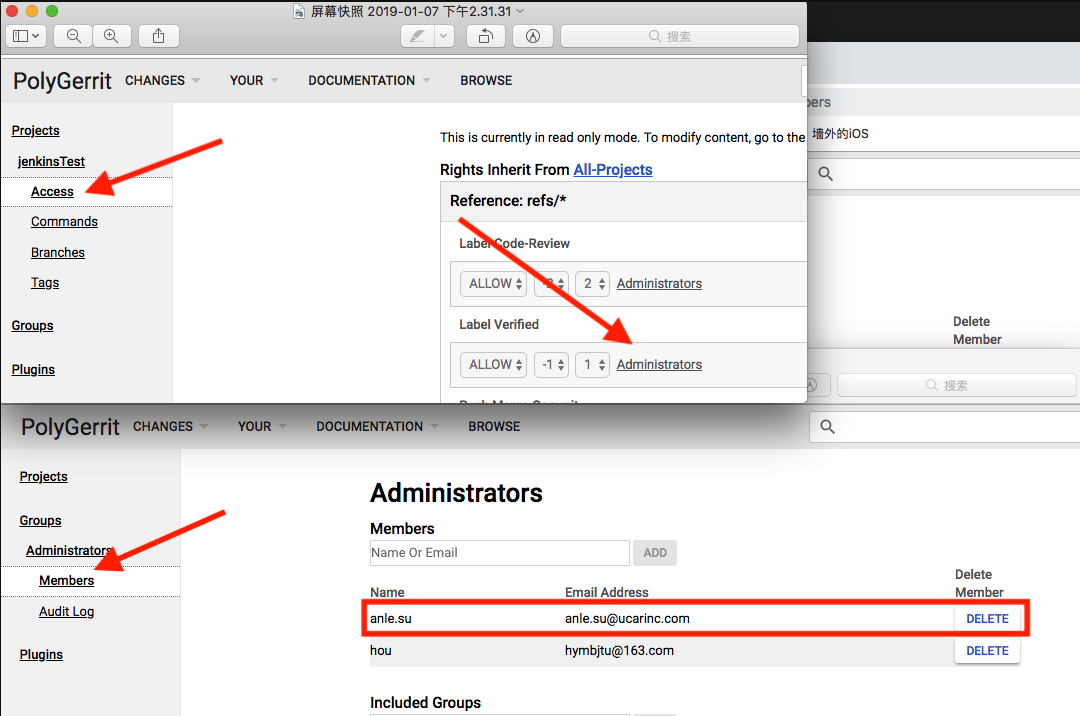 屏幕快照 2019-01-07 下午2.31.31
搜索
PolyGerrit CHANGES YOUR DOCUMENTATION BROWSE
Projects
jenkinsTest
Access
Commands
Branches
Tags
Groups
Plugins
This is currently in read only mode. To modify content, go to the
Rights Inherit From All-Projects
Reference: refs/*
Label Code-Review
ALLOW -2 2 Administrators
Label Verified
ALLOW -1 1 Administrators
bers
墙外的iOS
Delete
Member
搜索
PolyGerrit CHANGES YOUR DOCUMENTATION BROWSE
Projects
Groups
Administrators
Members
Audit Log
Plugins
Administrators
Members
Name Or Email ADD
Name Email Address Delete Member
anle.su anle.su@ucarinc.com DELETE
hou hymbjtu@163.com DELETE
Included Groups